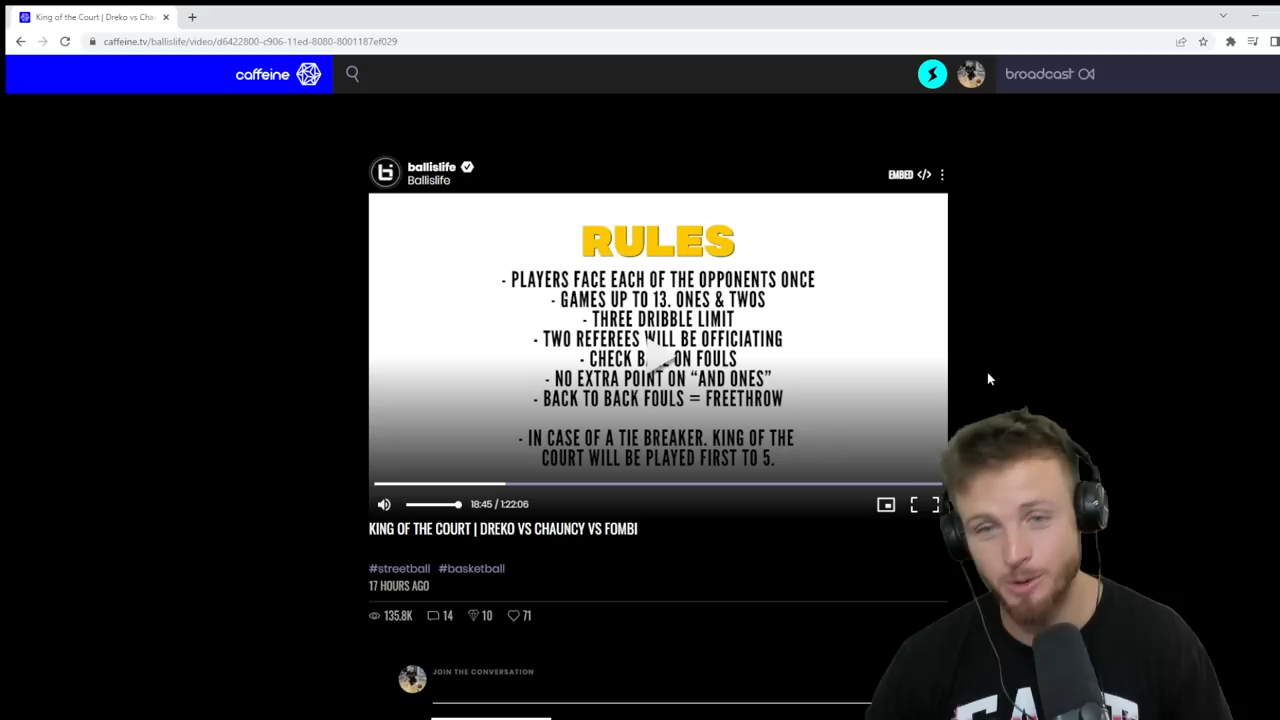 King of the Court | Dreko vs Cha
caffeine.tv/ballislife/video/d6422800-c906-11ed-8080-8001187ef029
caffeine
broadcast
ballislife
Ballislife
EMBED </>
RULES
- PLAYERS FACE EACH OF THE OPPONENTS ONCE
- GAMES UP TO 13. ONES & TWOS
- THREE DRIBBLE LIMIT
- TWO REFEREES WILL BE OFFICIATING
- CHECK ON FOULS
- NO EXTRA POINT ON “AND ONES”
- BACK TO BACK FOULS = FREETHROW
- IN CASE OF A TIE BREAKER. KING OF THE
COURT WILL BE PLAYED FIRST TO 5.
18:45 / 1:22:06
KING OF THE COURT | DREKO VS CHAUNCY VS FOMBI
#streetball #basketball
17 HOURS AGO
135.8K 14 10 71
JOIN THE CONVERSATION